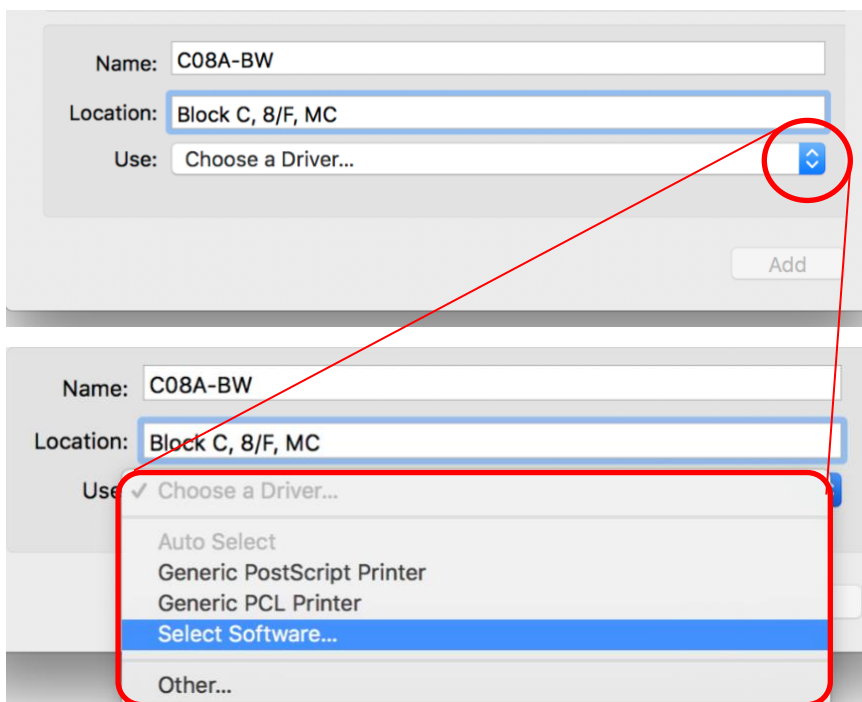 Name: C08A-BW
Location: Block C, 8/F, MC
Use: Choose a Driver...
Add
Name: C08A-BW
Location: Block C, 8/F, MC
Use ✓ Choose a Driver...
Auto Select
Generic PostScript Printer
Generic PCL Printer
Select Software...
Other...